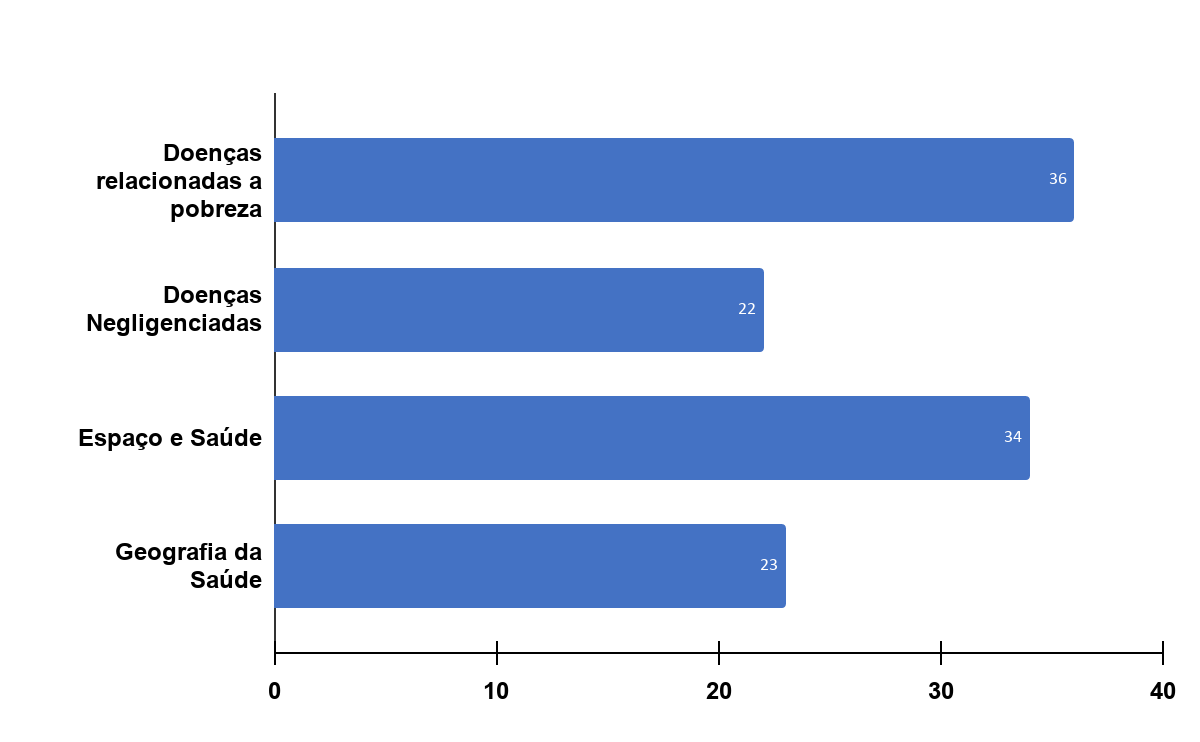 Doenças
relacionadas a
pobreza
36
Doenças
Negligenciadas
22
Espaço e Saúde
34
Geografia da
Saúde
23
0 10 20 30 40